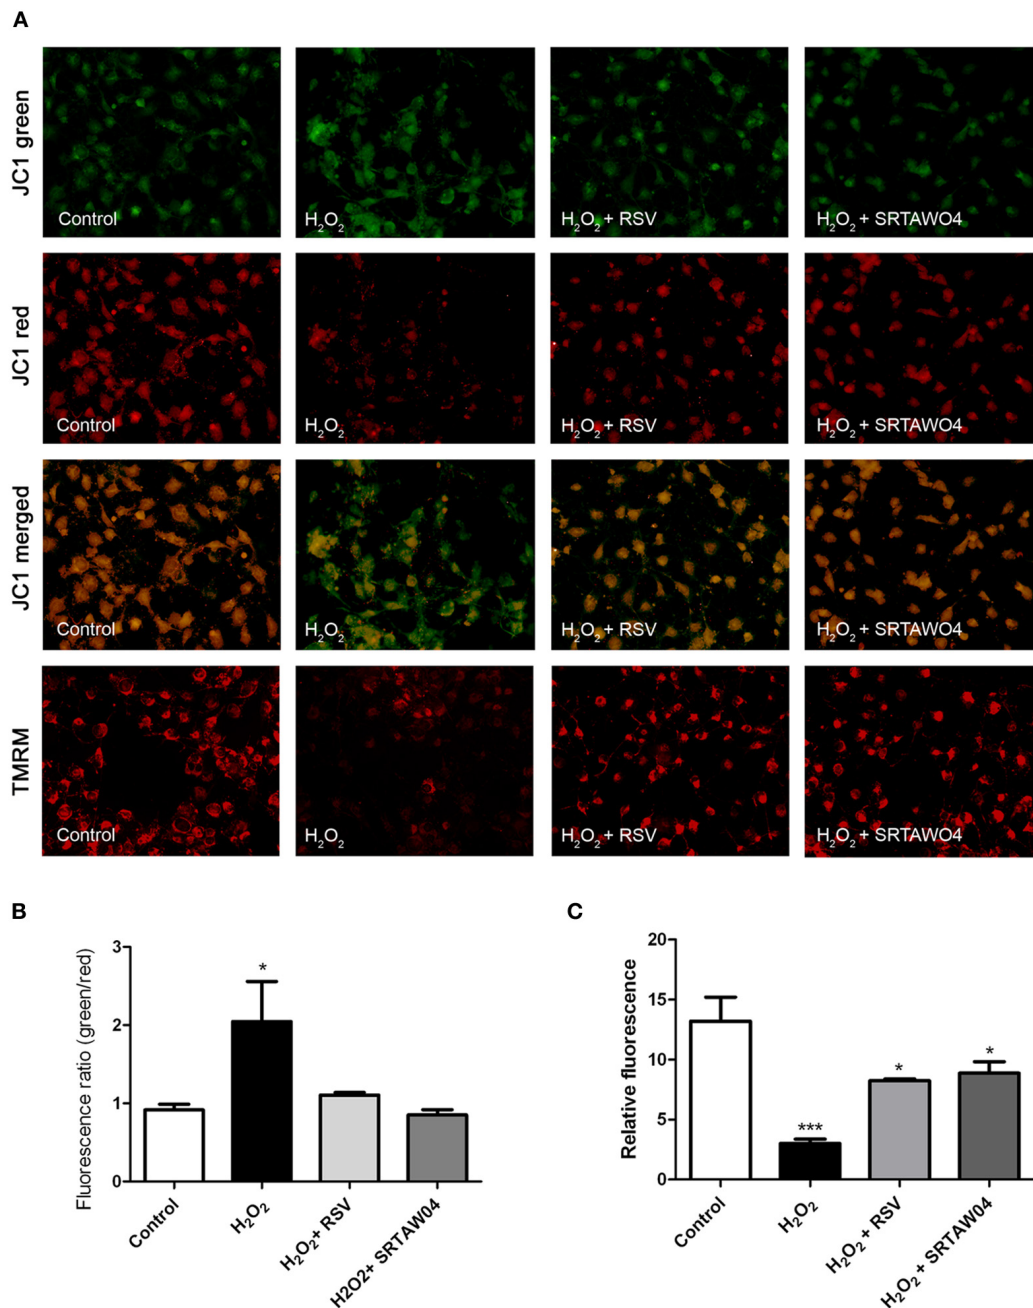 A
JC1 green
Control
H₂O₂
H₂O₂ + RSV
H₂O₂ + SRTAWO4
JC1 red
Control
H₂O₂
H₂O₂ + RSV
H₂O₂ + SRTAWO4
JC1 merged
Control
H₂O₂
H₂O₂ + RSV
H₂O₂ + SRTAWO4
TMRM
Control
H₂O₂
H₂O₂ + RSV
H₂O₂ + SRTAWO4
B
Fluorescence ratio (green/red)
3
2
1
0
*
Control
H₂O₂
H₂O₂+ RSV
H2O2+ SRTAW04
C
Relative fluorescence
20
15
10
5
0
***
*
*
Control
H₂O₂
H₂O₂ + RSV
H₂O₂ + SRTAW04